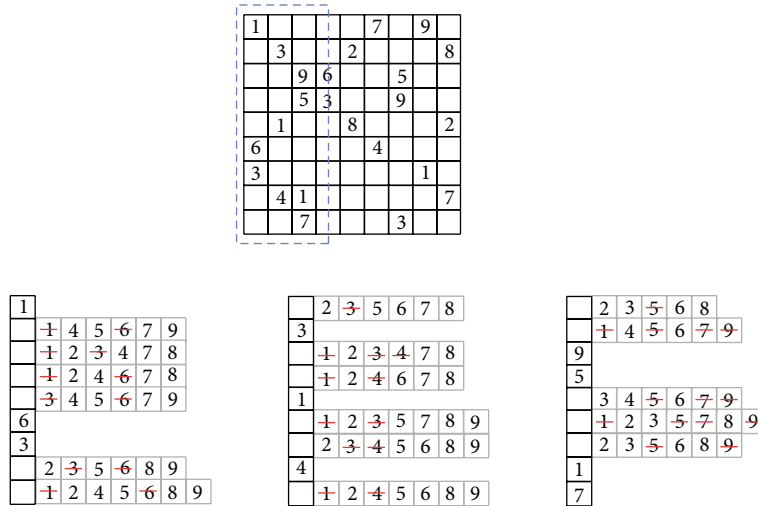 1 7 9
3 2 8
9 6 5
5 3 9
1 8 2
6 4
3 1
4 1 7
7 3
1
1 4 5 6 7 9
1 2 3 4 7 8
1 2 4 6 7 8
3 4 5 6 7 9
6
3
2 3 5 6 8 9
1 2 4 5 6 8 9
2 3 5 6 7 8
3
1 2 3 4 7 8
1 2 4 6 7 8
1
1 2 3 5 7 8 9
2 3 4 5 6 8 9
4
1 2 4 5 6 8 9
2 3 5 6 8
1 4 5 7 9
9
5
3 4 5 7 9
1 2 3 5 7 8 9
2 3 5 6 8 9
1
7